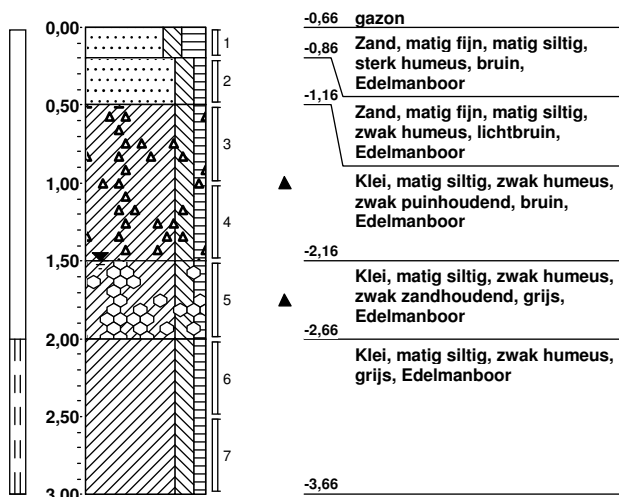 0,00
0,50
1,00
1,50
2,00
2,50
3,00
1
2
3
4
5
6
7
-0,66 gazon
Zand, matig fijn, matig siltig,
-0,86
sterk humeus, bruin,
Edelmanboor
-1,16
Zand, matig fijn, matig siltig,
zwak humeus, lichtbruin,
Edelmanboor
Klei, matig siltig, zwak humeus,
zwak puinhoudend, bruin,
Edelmanboor
-2,16
Klei, matig siltig, zwak humeus,
zwak zandhoudend, grijs,
Edelmanboor
-2,66
Klei, matig siltig, zwak humeus,
grijs, Edelmanboor
-3,66